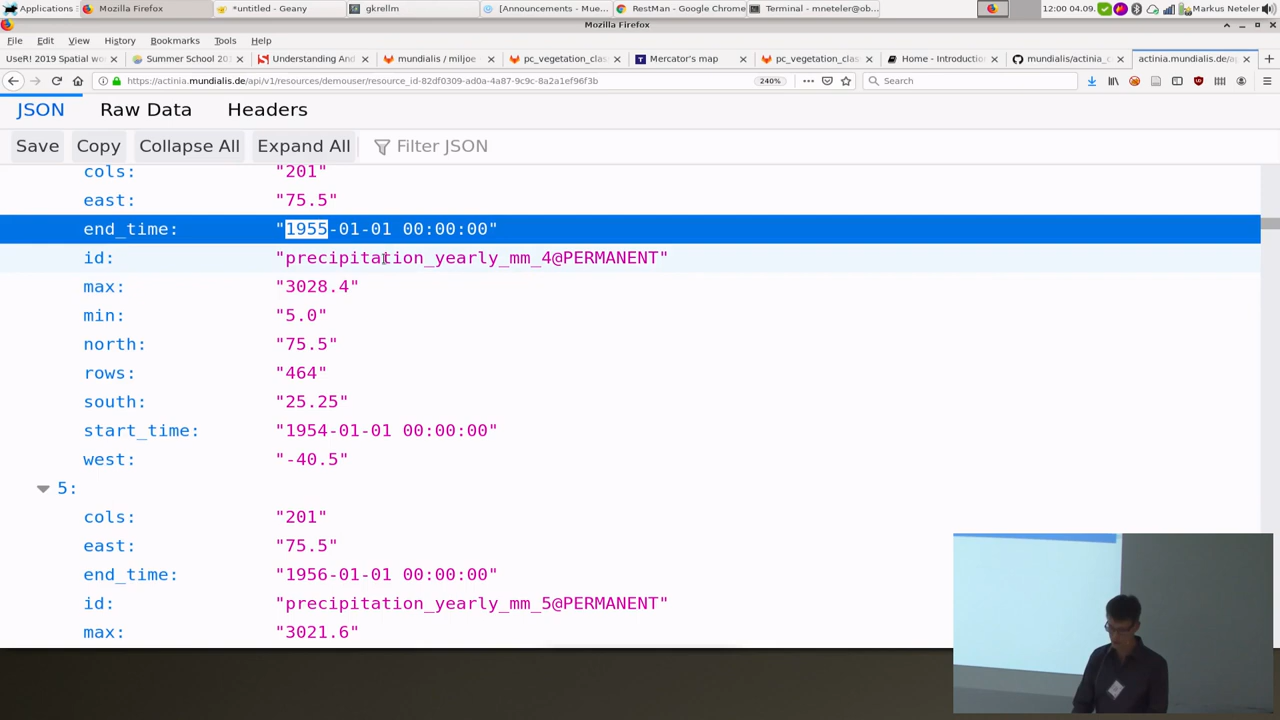 Applications
Mozilla Firefox
*untitled - Geany
gkrellm
[Announcements - Mue...
RestMan - Google Chrome
Terminal - mneteler@ob...
12:00 04.09.
Markus Neteler
Mozilla Firefox
File Edit View History Bookmarks Tools Help
UseR! 2019 Spatial wo
Summer School 201
Understanding And
mundialis / miljoe
pc_vegetation_clas
Mercator's map
pc_vegetation_clas
Home - Introductio
mundialis/actinia_c
actinia.mundialis.de/ap
https://actinia.mundialis.de/api/v1/resources/demouser/resource_id-82df0309-ad0a-4a87-9c9c-8a2a1ef96f3b
240%
Search
JSON Raw Data Headers
Save Copy Collapse All Expand All Filter JSON
cols: "201"
east: "75.5"
end_time: "1955-01-01 00:00:00"
id: "precipitation_yearly_mm_4@PERMANENT"
max: "3028.4"
min: "5.0"
north: "75.5"
rows: "464"
south: "25.25"
start_time: "1954-01-01 00:00:00"
west: "-40.5"
5:
cols: "201"
east: "75.5"
end_time: "1956-01-01 00:00:00"
id: "precipitation_yearly_mm_5@PERMANENT"
max: "3021.6"